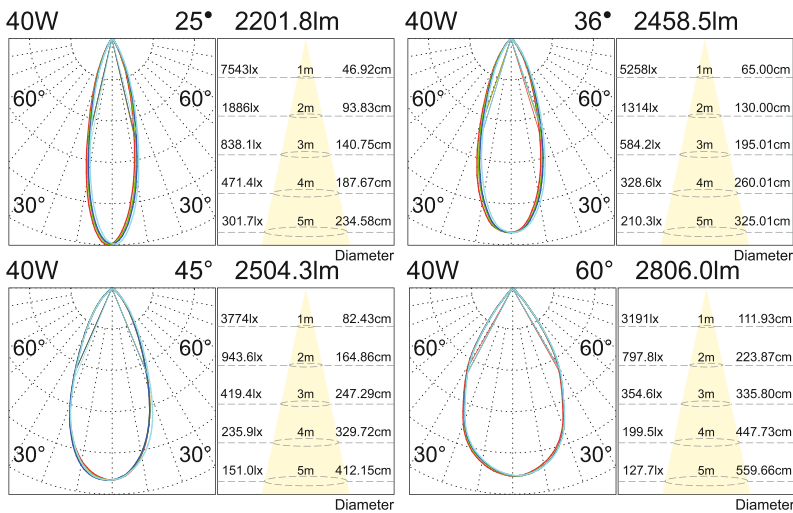 40W 25° 2201.8lm
60° 60°
30° 30°
7543lx 1m 46.92cm
1886lx 2m 93.83cm
838.1lx 3m 140.75cm
471.4lx 4m 187.67cm
301.7lx 5m 234.58cm
Diameter
40W 36° 2458.5lm
60° 60°
30° 30°
5258lx 1m 65.00cm
1314lx 2m 130.00cm
584.2lx 3m 195.01cm
328.6lx 4m 260.01cm
210.3lx 5m 325.01cm
Diameter
40W 45° 2504.3lm
60° 60°
30° 30°
3774lx 1m 82.43cm
943.6lx 2m 164.86cm
419.4lx 3m 247.29cm
235.9lx 4m 329.72cm
151.0lx 5m 412.15cm
Diameter
40W 60° 2806.0lm
60° 60°
30° 30°
3191lx 1m 111.93cm
797.8lx 2m 223.87cm
354.6lx 3m 335.80cm
199.5lx 4m 447.73cm
127.7lx 5m 559.66cm
Diameter